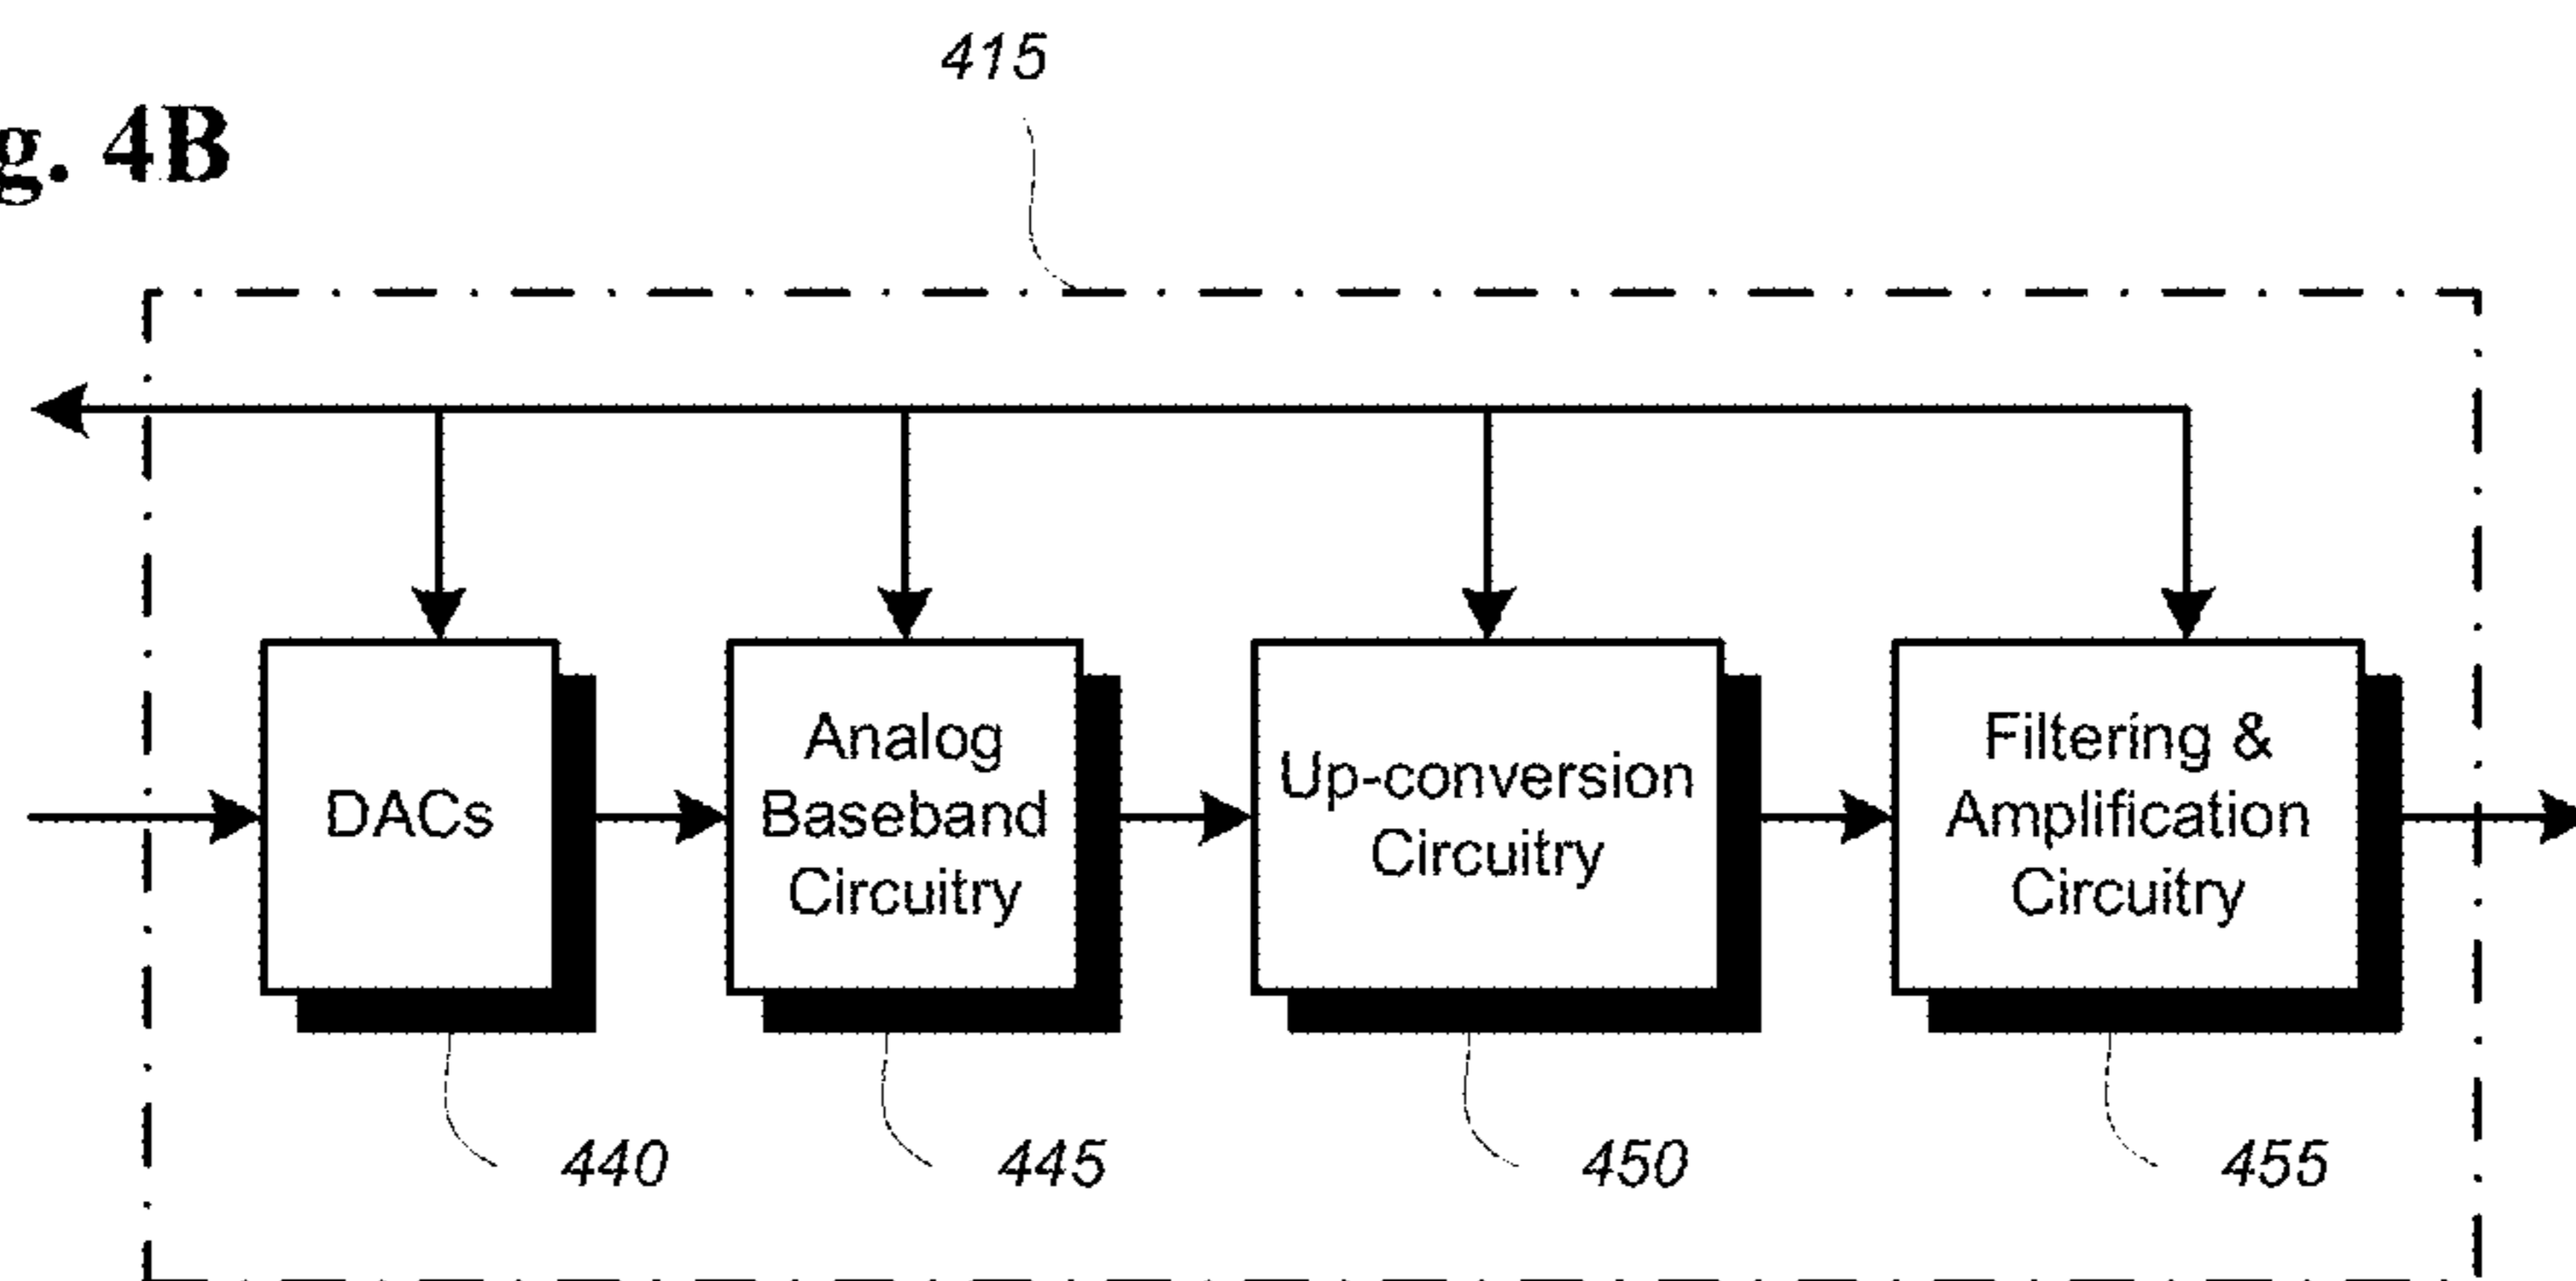 415
g. 4B
DACs
Analog
Baseband
Circuitry
Up-conversion
Circuitry
Filtering &
Amplification
Circuitry
440
445
450
455